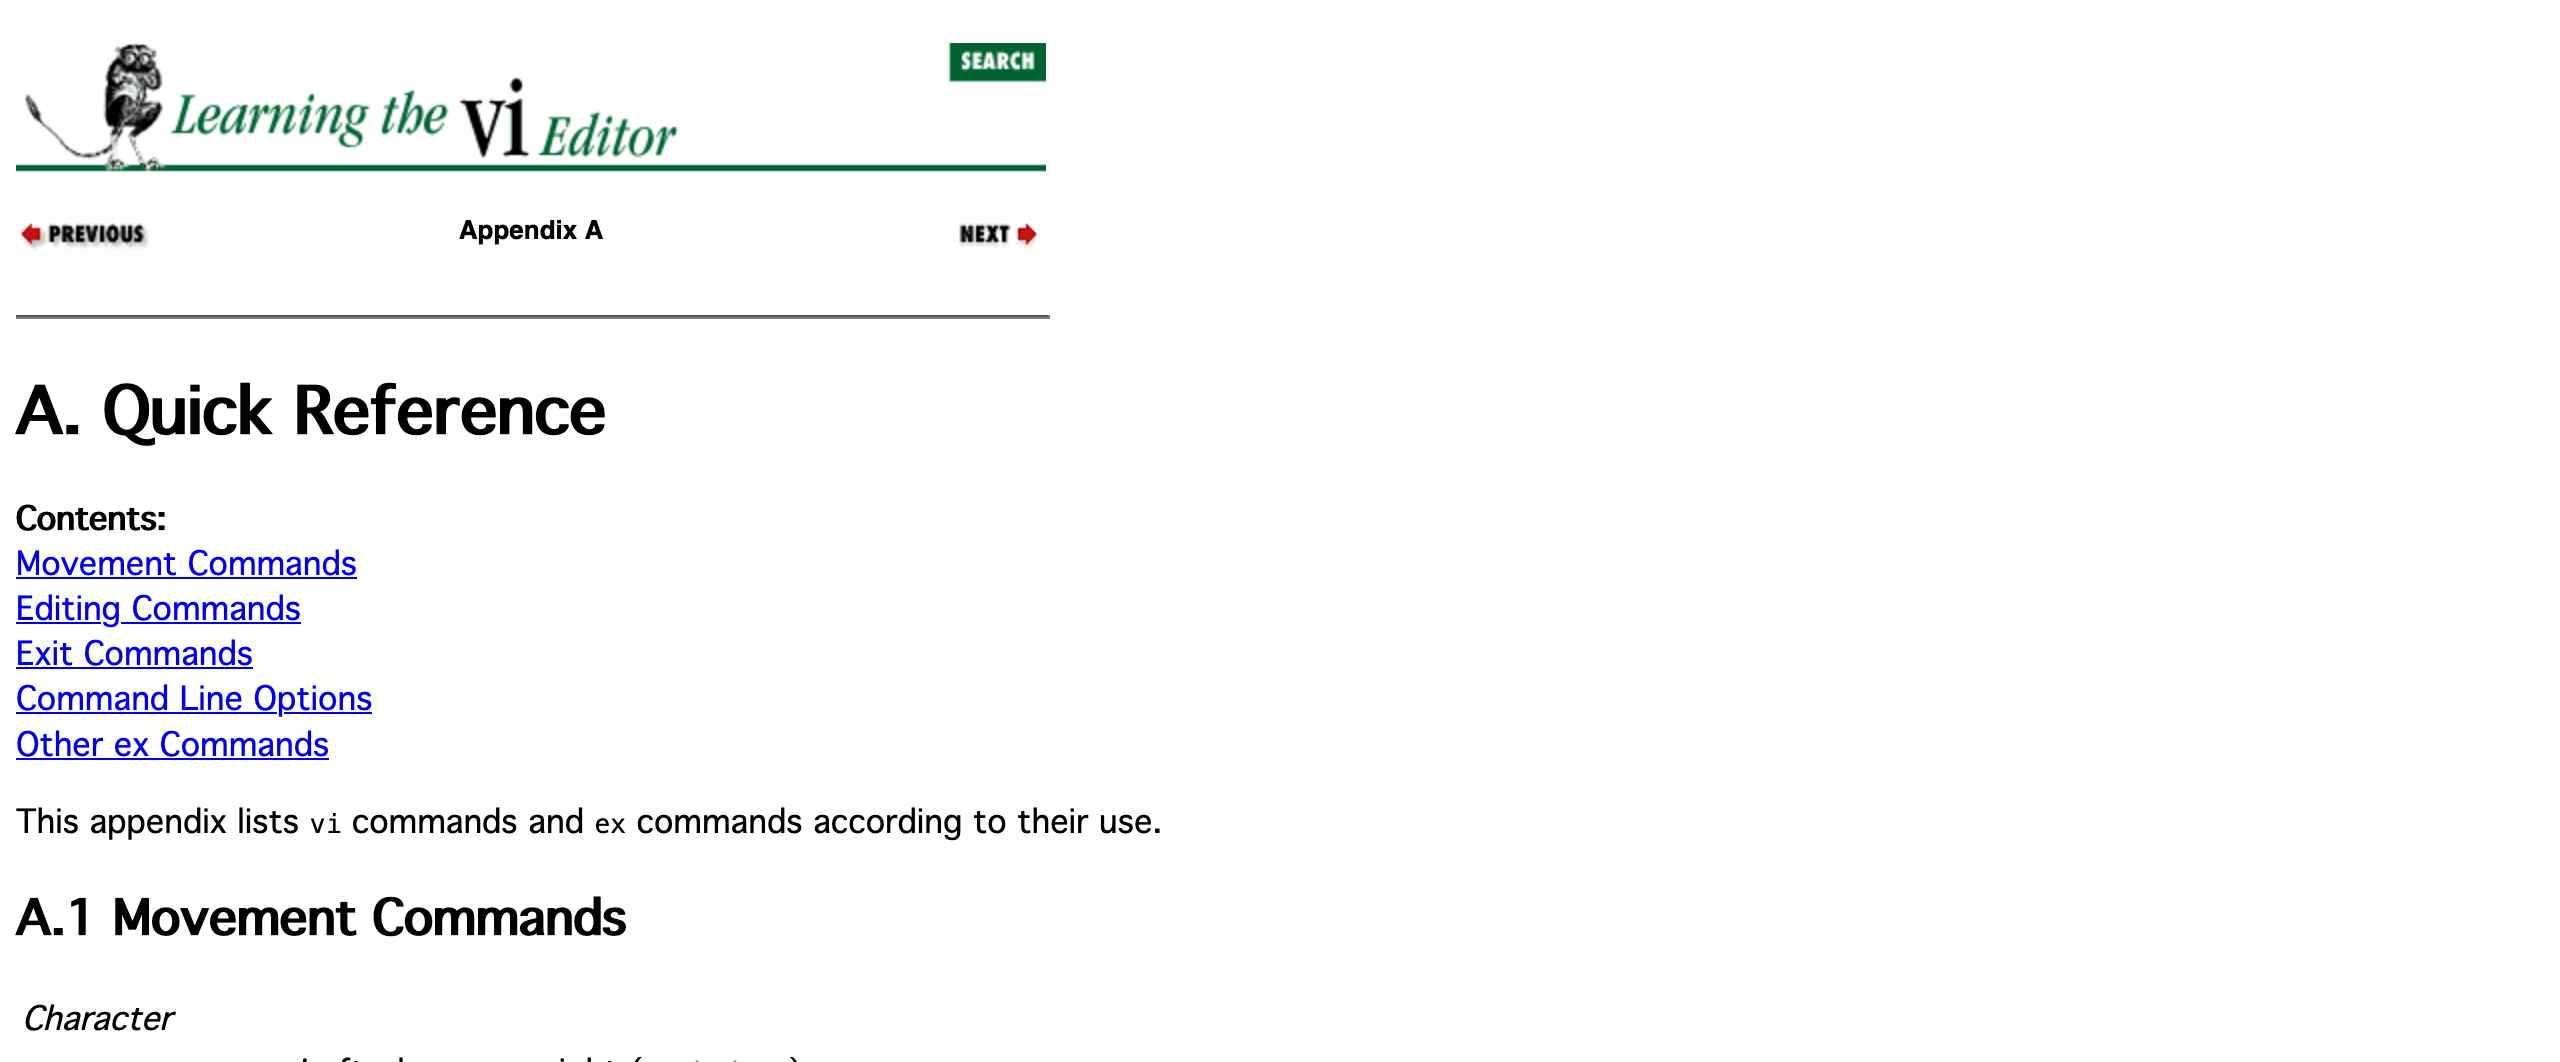 SEARCH
Learning the vi Editor
PREVIOUS
Appendix A
NEXT
A. Quick Reference
Contents:
Movement Commands
Editing Commands
Exit Commands
Command Line Options
Other ex Commands
This appendix lists vi commands and ex commands according to their use.
A.1 Movement Commands
Character